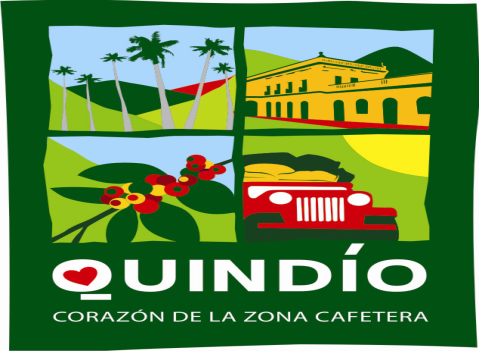 QUINDÍO
CORAZÓN DE LA ZONA CAFETERA